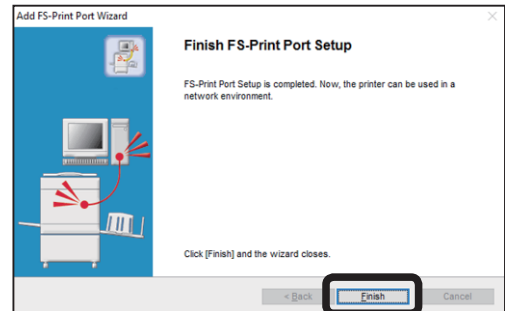 Add FS-Print Port Wizard
Finish FS-Print Port Setup
FS-Print Port Setup is completed. Now, the printer can be used in a
network environment.
Click [Finish] and the wizard closes.
< Back Finish Cancel